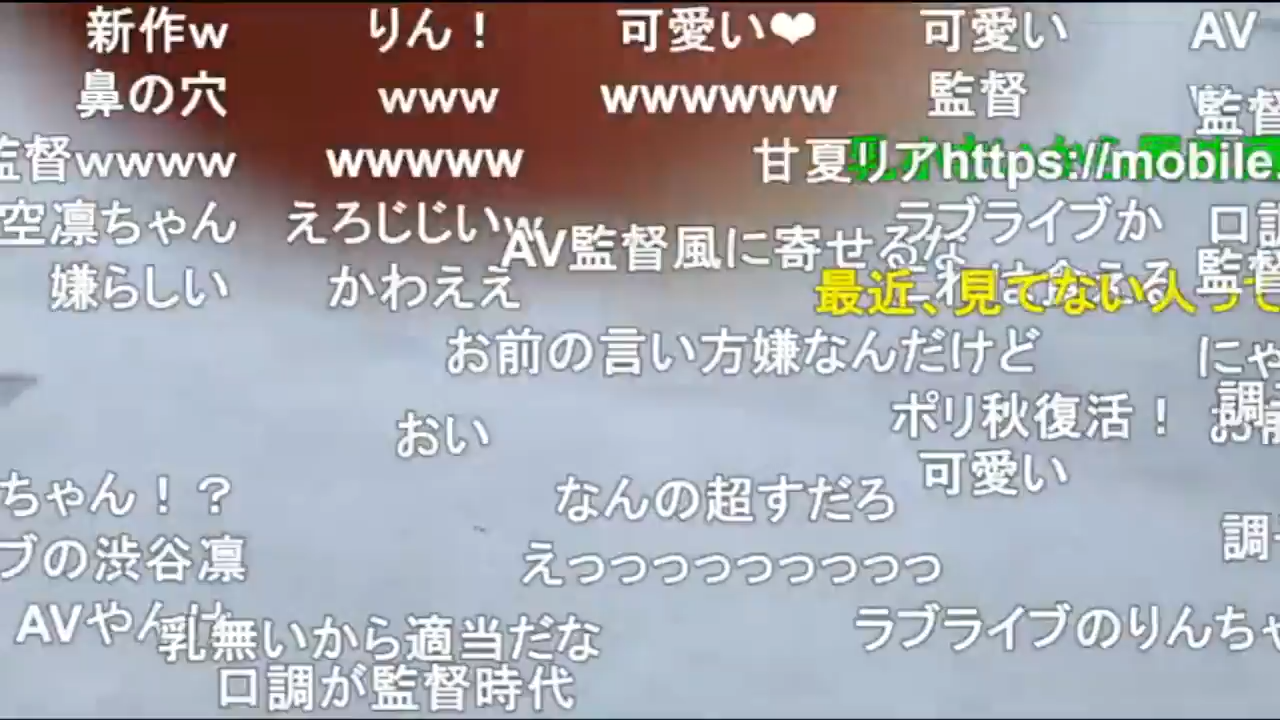 新作w
りん！
可愛い❤
可愛い
AV
鼻の穴
www
wwwwww
監督
監督
監督wwww
wwwww
甘夏リアhttps://mobile.
空凛ちゃん
えろじじいw
AV監督風に寄せるな
ラブライブか
嫌らしい
かわええ
最近、見てない人って
監督
お前の言い方嫌なんだけど
にゃ
おい
ポリ秋復活！
ちゃん！？
なんの超すだろ
可愛い
ブの渋谷凛
えっっっっっっっっっ
AVやんけ
乳無いから適当だな
ラブライブのりんちゃ
口調が監督時代